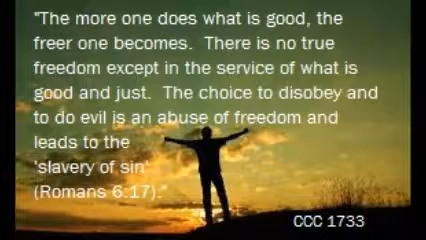 "The more one does what is good, the
freer one becomes.  There is no true
freedom except in the service of what is
good and just.  The choice to disobey and
to do evil is an abuse of freedom and
leads to the
'slavery of sin'
(Romans 6:17)."
CCC 1733